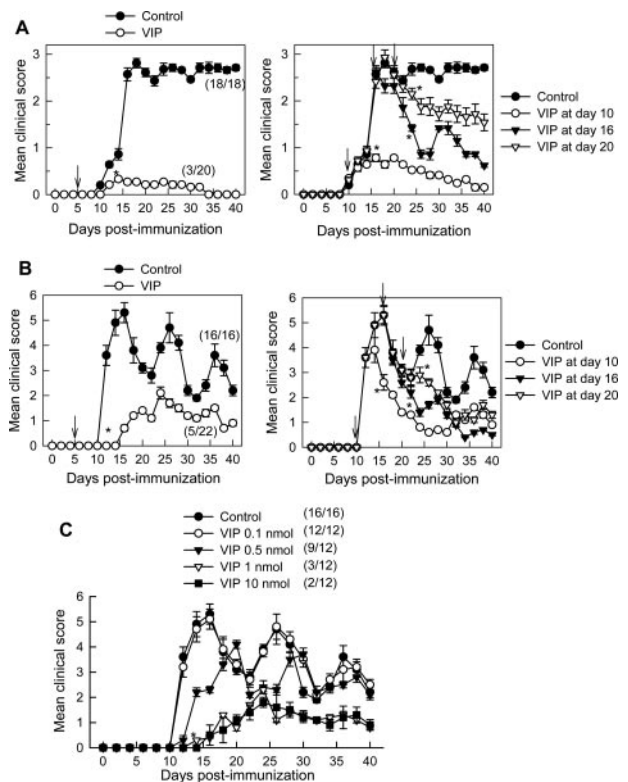 A
Control
VIP
3
2
1
0
Mean clinical score
(18/18)
(3/20)
*
0 5 10 15 20 25 30 35 40
Days post-immunization
3
2
1
0
Mean clinical score
*
*
*
0 5 10 15 20 25 30 35 40
Days post-immunization
Control
VIP at day 10
VIP at day 16
VIP at day 20
B
Control
VIP
6
5
4
3
2
1
0
Mean clinical score
(16/16)
(5/22)
*
0 5 10 15 20 25 30 35 40
Days post-immunization
6
5
4
3
2
1
0
Mean clinical score
*
*
*
0 5 10 15 20 25 30 35 40
Days post-immunization
Control
VIP at day 10
VIP at day 16
VIP at day 20
C
Control (16/16)
VIP 0.1 nmol (12/12)
VIP 0.5 nmol (9/12)
VIP 1 nmol (3/12)
VIP 10 nmol (2/12)
6
5
4
3
2
1
0
Mean clinical score
*
0 5 10 15 20 25 30 35 40
Days post-immunization